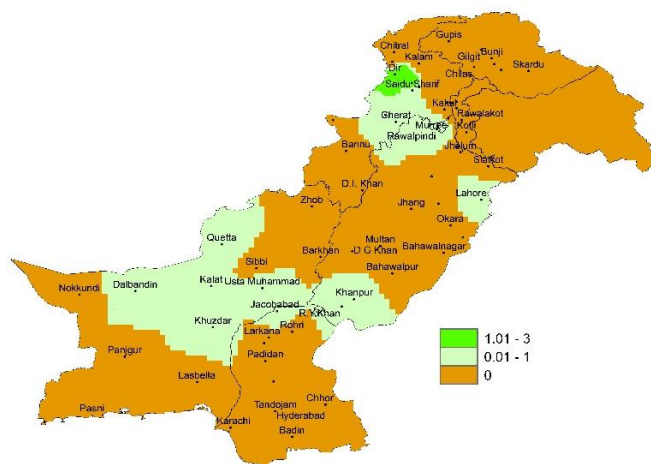 Gupis
Chitral
Kalam
Gilgit
Bunji
Skardu
Dir
Chilas
Saidu Sharif
Kakul
Gherat
Rawalakot
Murree
Kotli
Rawalpindi
Jhelum
Bannu
Sialkot
D.I. Khan
Lahore
Zhob
Jhang
Okara
Quetta
Multan
Barkhan
D G Khan
Bahawalnagar
Sibbi
Bahawalpur
Nokkundi
Dalbandin
Kalat
Usta Muhammad
Khanpur
Jacobabad
R.Y.Khan
Khuzdar
Rohri
Larkana
Panjgur
Padidan
Lasbella
Pasni
Tandojam
Chhor
Hyderabad
Karachi
Badin
1.01 - 3
0.01 - 1
0